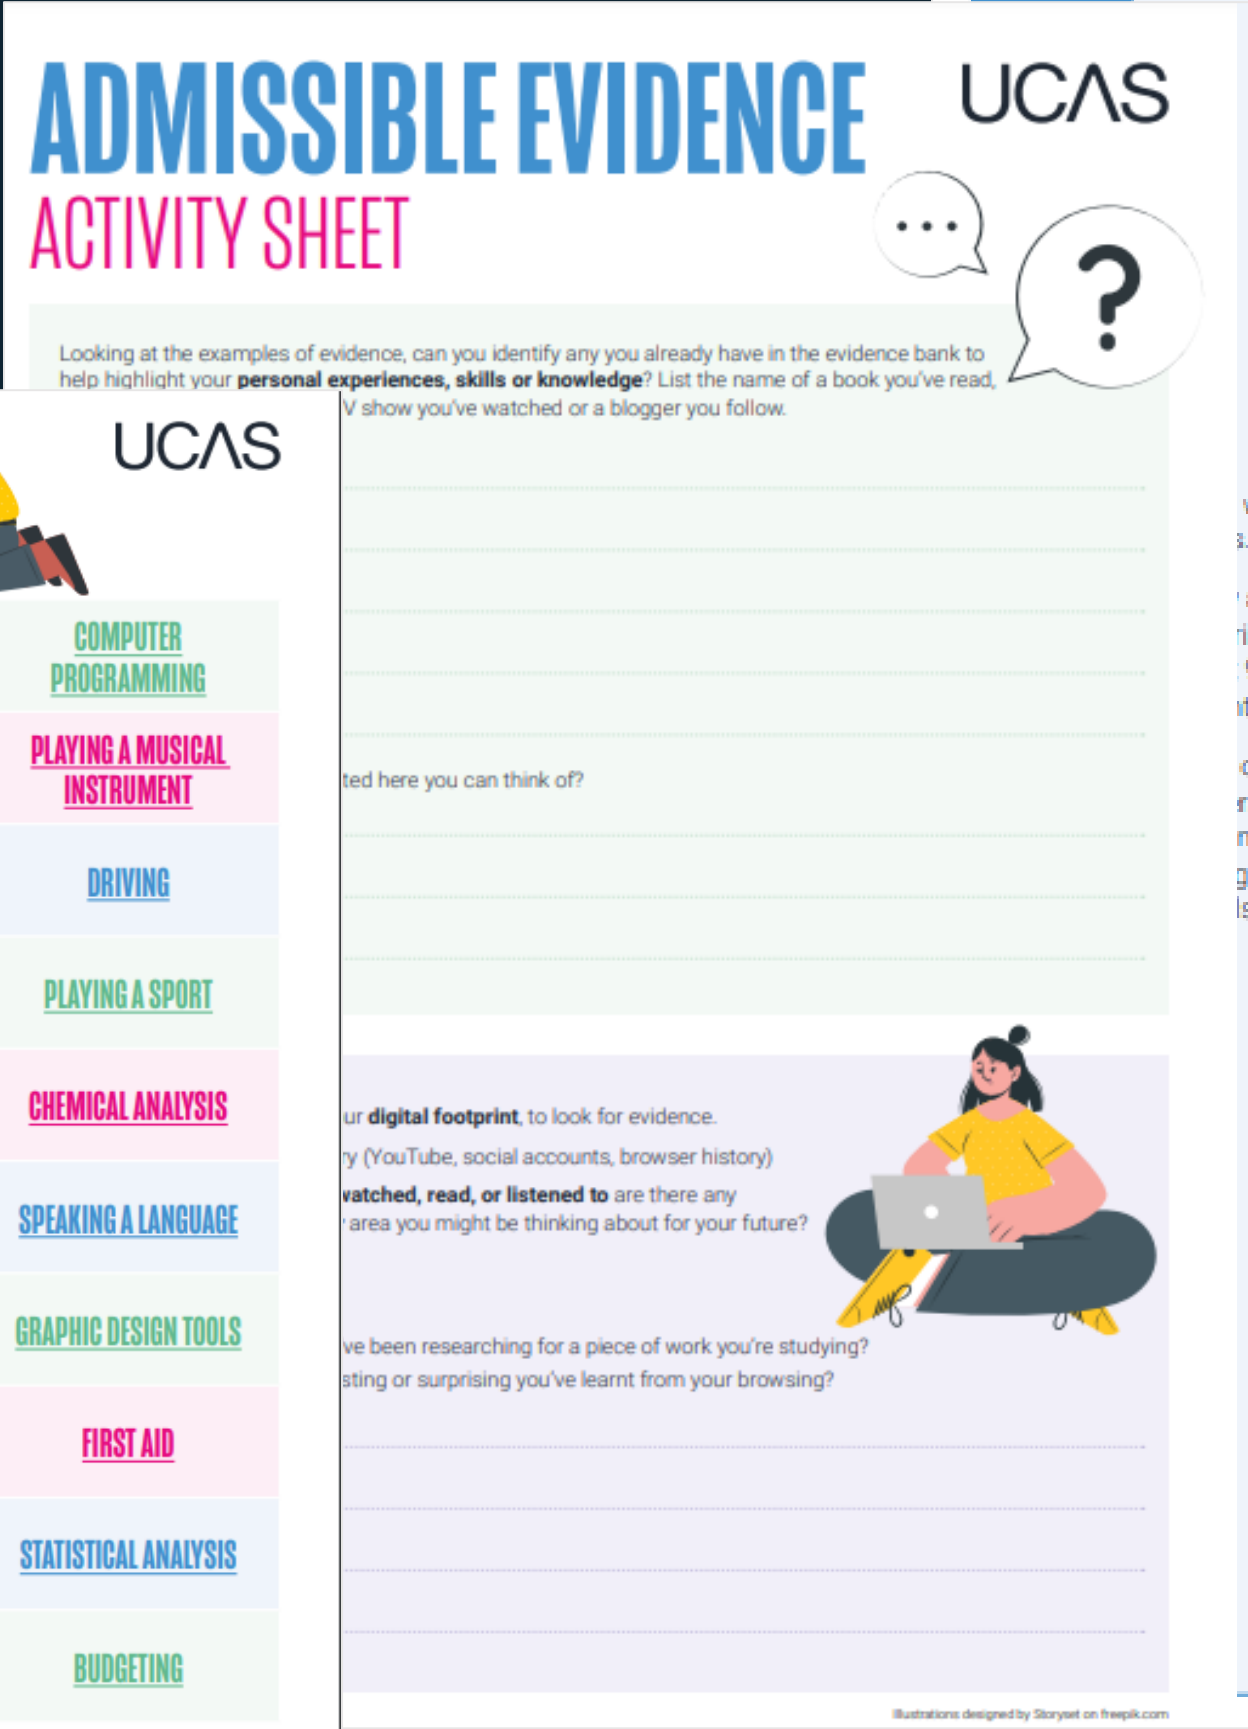 ADMISSIBLE EVIDENCE
UCAS
ACTIVITY SHEET
Looking at the examples of evidence, can you identify any you already have in the evidence bank to
help highlight your personal experiences, skills or knowledge? List the name of a book you've read,
V show you've watched or a blogger you follow.
ted here you can think of?
ur digital footprint, to look for evidence.
ry (YouTube, social accounts, browser history)
watched, read, or listened to are there any
area you might be thinking about for your future?
ve been researching for a piece of work you're studying?
sting or surprising you've learnt from your browsing?
Illustrations designed by Storyset on freepik.com
UCAS
COMPUTER
PROGRAMMING
PLAYING A MUSICAL
INSTRUMENT
DRIVING
PLAYING A SPORT
CHEMICAL ANALYSIS
SPEAKING A LANGUAGE
GRAPHIC DESIGN TOOLS
FIRST AID
STATISTICAL ANALYSIS
BUDGETING